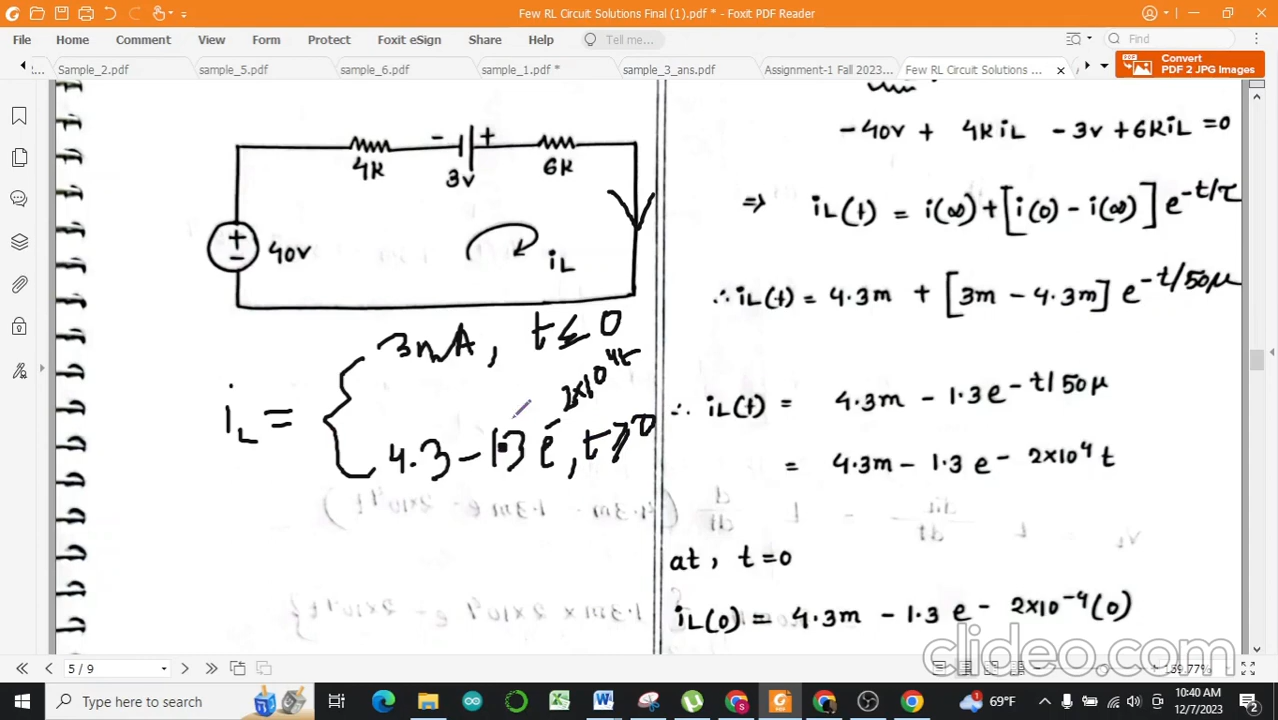 Few RL Circuit Solutions Final (1).pdf * - Foxit PDF Reader
File Home Comment View Form Protect Foxit eSign Share Help Tell me... Find
... Sample_2.pdf sample_5.pdf sample_6.pdf sample_1.pdf * sample_3_ans.pdf Assignment-1 Fall 2023... Few RL Circuit Solutions ...
Convert
PDF 2 JPG Images
4K
- +
3v
6K
+
-
40v
iL
iL = { 3mA, t ≤ 0
4.3 - 1.3 e^-2x10^4t, t ≥ 0
-40v + 4K iL - 3v + 6K iL = 0
⇒ iL(t) = i(∞) + [i(0) - i(∞)] e^-t/τ
∴ iL(t) = 4.3m + [3m - 4.3m] e^-t/50μ
∴ iL(t) = 4.3m - 1.3 e^-t/50μ
= 4.3m - 1.3 e^-2x10^4 t
at, t = 0
iL(0) = 4.3m - 1.3 e^-2x10^-4(0)
clideo.com
5 / 9
159.77%
Type here to search
69°F
10:40 AM
12/7/2023
2